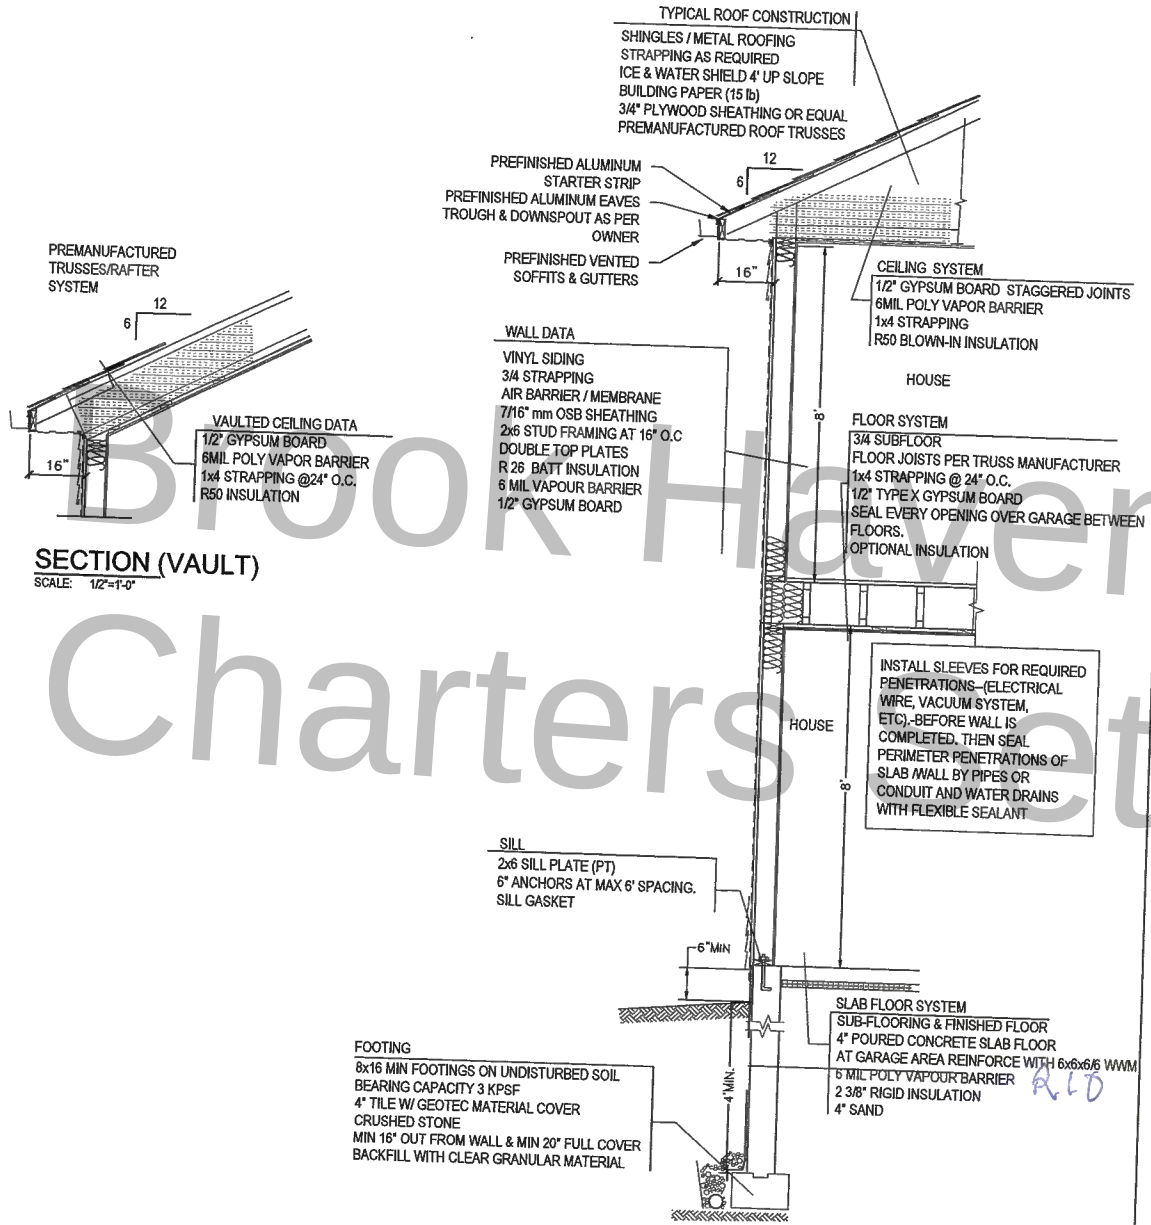 TYPICAL ROOF CONSTRUCTION
SHINGLES / METAL ROOFING
STRAPPING AS REQUIRED
ICE & WATER SHIELD 4' UP SLOPE
BUILDING PAPER (15 lb)
3/4" PLYWOOD SHEATHING OR EQUAL
PREMANUFACTURED ROOF TRUSSES
12
6
PREFINISHED ALUMINUM
STARTER STRIP
PREFINISHED ALUMINUM EAVES
TROUGH & DOWNSPOUT AS PER
OWNER
PREFINISHED VENTED
SOFFITS & GUTTERS
16"
PREMANUFACTURED
TRUSSES/RAFTER
SYSTEM
12
6
16"
VAULTED CEILING DATA
1/2" GYPSUM BOARD
6MIL POLY VAPOR BARRIER
1x4 STRAPPING @24" O.C.
R50 INSULATION
SECTION (VAULT)
SCALE: 1/2"=1'-0"
WALL DATA
VINYL SIDING
3/4 STRAPPING
AIR BARRIER / MEMBRANE
7/16" mm OSB SHEATHING
2x6 STUD FRAMING AT 16" O.C
DOUBLE TOP PLATES
R 26 BATT INSULATION
6 MIL VAPOUR BARRIER
1/2" GYPSUM BOARD
CEILING SYSTEM
1/2" GYPSUM BOARD STAGGERED JOINTS
6MIL POLY VAPOR BARRIER
1x4 STRAPPING
R50 BLOWN-IN INSULATION
HOUSE
8'
FLOOR SYSTEM
3/4 SUBFLOOR
FLOOR JOISTS PER TRUSS MANUFACTURER
1x4 STRAPPING @ 24" O.C.
1/2" TYPE X GYPSUM BOARD
SEAL EVERY OPENING OVER GARAGE BETWEEN
FLOORS.
OPTIONAL INSULATION
Brook Haven
Charters Set
INSTALL SLEEVES FOR REQUIRED
PENETRATIONS--(ELECTRICAL
WIRE, VACUUM SYSTEM,
ETC).-BEFORE WALL IS
COMPLETED. THEN SEAL
PERIMETER PENETRATIONS OF
SLAB /WALL BY PIPES OR
CONDUIT AND WATER DRAINS
WITH FLEXIBLE SEALANT
HOUSE
8'
SILL
2x6 SILL PLATE (PT)
6" ANCHORS AT MAX 6' SPACING.
SILL GASKET
6"MIN
4'MIN.
SLAB FLOOR SYSTEM
SUB-FLOORING & FINISHED FLOOR
4" POURED CONCRETE SLAB FLOOR
AT GARAGE AREA REINFORCE WITH 6x6x6/6 WWM
6 MIL POLY VAPOUR BARRIER
2 3/8" RIGID INSULATION R10
4" SAND
FOOTING
8x16 MIN FOOTINGS ON UNDISTURBED SOIL
BEARING CAPACITY 3 KPSF
4" TILE W/ GEOTEC MATERIAL COVER
CRUSHED STONE
MIN 16" OUT FROM WALL & MIN 20" FULL COVER
BACKFILL WITH CLEAR GRANULAR MATERIAL